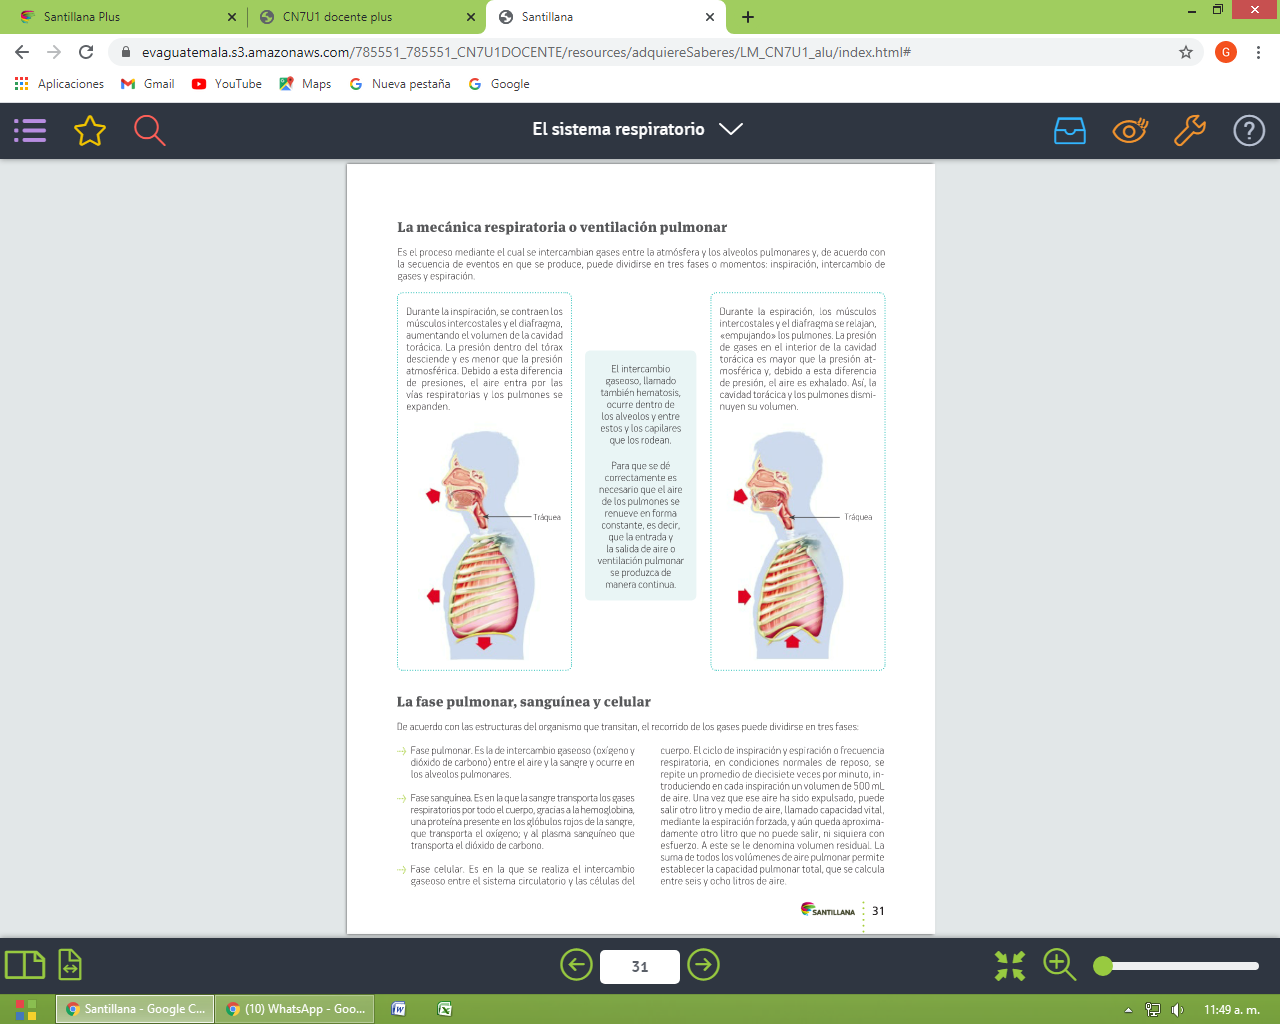 Santillana Plus
CN7U1 docente plus
Santillana
evaguatemala.s3.amazonaws.com/785551_785551_CN7U1DOCENTE/resources/adquiereSaberes/LM_CN7U1_alu/index.html#
G
Aplicaciones
Gmail
YouTube
Maps
Nueva pestaña
Google
El sistema respiratorio
La mecánica respiratoria o ventilación pulmonar
Es el proceso mediante el cual se intercambian gases entre la atmósfera y los alveolos pulmonares y, de acuerdo con
la secuencia de eventos en que se produce, puede dividirse en tres fases o momentos: inspiración, intercambio de
gases y espiración.
Durante la inspiración, se contraen los
músculos intercostales y el diafragma,
aumentando el volumen de la cavidad
torácica. La presión dentro del tórax
desciende y es menor que la presión
atmosférica. Debido a esta diferencia
de presiones, el aire entra por las
vías respiratorias y los pulmones se
expanden.
Tráquea
El intercambio
gaseoso, llamado
también hematosis,
ocurre dentro de
los alveolos y entre
estos y los capilares
que los rodean.
Para que se dé
correctamente es
necesario que el aire
de los pulmones se
renueve en forma
constante, es decir,
que la entrada y
la salida de aire o
ventilación pulmonar
se produzca de
manera continua.
Durante la espiración, los músculos
intercostales y el diafragma se relajan,
«empujando» los pulmones. La presión
de gases en el interior de la cavidad
torácica es mayor que la presión at-
mosférica y, debido a esta diferencia
de presión, el aire es exhalado. Así, la
cavidad torácica y los pulmones dismi-
nuyen su volumen.
Tráquea
La fase pulmonar, sanguínea y celular
De acuerdo con las estructuras del organismo que transitan, el recorrido de los gases puede dividirse en tres fases:
→ Fase pulmonar. Es la de intercambio gaseoso (oxígeno y
dióxido de carbono) entre el aire y la sangre y ocurre en
los alveolos pulmonares.
→ Fase sanguínea. Es en la que la sangre transporta los gases
respiratorios por todo el cuerpo, gracias a la hemoglobina,
una proteína presente en los glóbulos rojos de la sangre,
que transporta el oxígeno; y al plasma sanguíneo que
transporta el dióxido de carbono.
→ Fase celular. Es en la que se realiza el intercambio
gaseoso entre el sistema circulatorio y las células del
cuerpo. El ciclo de inspiración y espiración o frecuencia
respiratoria, en condiciones normales de reposo, se
repite un promedio de diecisiete veces por minuto, in-
troduciendo en cada inspiración un volumen de 500 mL
de aire. Una vez que ese aire ha sido expulsado, puede
salir otro litro y medio de aire, llamado capacidad vital,
mediante la espiración forzada, y aún queda aproxima-
damente otro litro que no puede salir, ni siquiera con
esfuerzo. A este se le denomina volumen residual. La
suma de todos los volúmenes de aire pulmonar permite
establecer la capacidad pulmonar total, que se calcula
entre seis y ocho litros de aire.
SANTILLANA
31
31
Santillana - Google C...
(10) WhatsApp - Goo...
11:49 a. m.